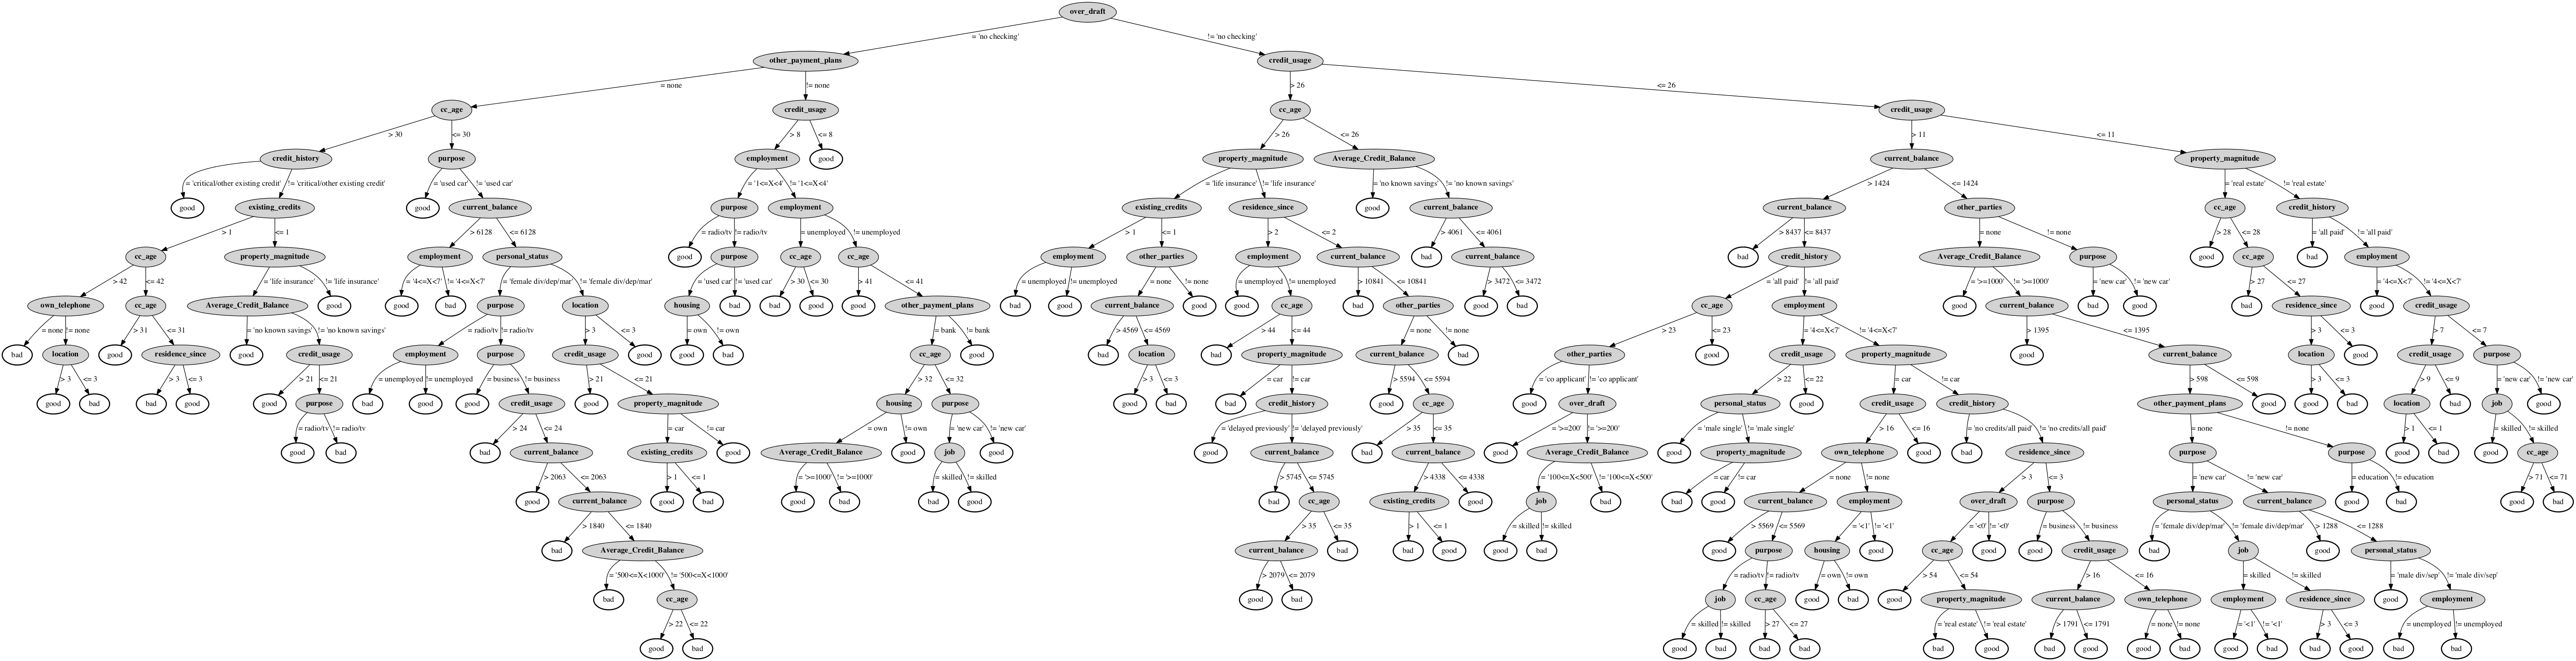 over_draft
= 'no checking' != 'no checking'
other_payment_plans credit_usage
= none != none > 26 <= 26
cc_age credit_usage cc_age credit_usage
> 30 <= 30 > 8 <= 8 > 26 <= 26 > 11 <= 11
credit_history purpose employment good property_magnitude Average_Credit_Balance current_balance property_magnitude
= 'critical/other existing credit' != 'critical/other existing credit' = 'used car' != 'used car' = '1<=X<4' != '1<=X<4' = 'life insurance' != 'life insurance' = 'no known savings' != 'no known savings' > 1424 <= 1424 = 'real estate' != 'real estate'
good existing_credits good current_balance purpose employment existing_credits residence_since good current_balance current_balance other_parties cc_age credit_history
> 1 <= 1 > 6128 <= 6128 = radio/tv != radio/tv = unemployed != unemployed > 1 <= 1 > 2 <= 2 > 4061 <= 4061 > 8437 <= 8437 = none != none > 28 <= 28 = 'all paid' != 'all paid'
cc_age property_magnitude employment personal_status good purpose cc_age cc_age employment other_parties employment current_balance bad current_balance bad credit_history Average_Credit_Balance purpose good cc_age bad employment
> 42 <= 42 = 'life insurance' != 'life insurance' = '4<=X<7' != '4<=X<7' = 'female div/dep/mar' != 'female div/dep/mar' = 'used car' != 'used car' > 30 <= 30 > 41 <= 41 = unemployed != unemployed = none != none = unemployed != unemployed > 10841 <= 10841 > 3472 <= 3472 = 'all paid' != 'all paid' = '>=1000' != '>=1000' = 'new car' != 'new car' > 27 <= 27 = '4<=X<7' != '4<=X<7'
own_telephone cc_age Average_Credit_Balance good good bad purpose location housing bad bad good good other_payment_plans bad good current_balance good good cc_age bad other_parties good bad cc_age employment good current_balance bad good bad residence_since good credit_usage
= none != none > 31 <= 31 = 'no known savings' != 'no known savings' = radio/tv != radio/tv > 3 <= 3 = own != own = bank != bank > 4569 <= 4569 > 44 <= 44 = none != none > 23 <= 23 = '4<=X<7' != '4<=X<7' > 1395 <= 1395 > 3 <= 3 > 7 <= 7
bad location good residence_since good credit_usage employment purpose credit_usage good good bad cc_age good bad location bad property_magnitude current_balance bad other_parties good credit_usage property_magnitude good current_balance location good credit_usage purpose
> 3 <= 3 > 3 <= 3 > 21 <= 21 = unemployed != unemployed = business != business > 21 <= 21 > 32 <= 32 > 3 <= 3 = car != car > 5594 <= 5594 = 'co applicant' != 'co applicant' > 22 <= 22 = car != car > 598 <= 598 > 3 <= 3 > 9 <= 9 = 'new car' != 'new car'
good bad bad good good purpose bad good good credit_usage good property_magnitude housing purpose good bad bad credit_history good cc_age good over_draft personal_status good credit_usage credit_history other_payment_plans good good bad location bad job good
= radio/tv != radio/tv > 24 <= 24 = car != car = own != own = 'new car' != 'new car' = 'delayed previously' != 'delayed previously' > 35 <= 35 = '>=200' != '>=200' = 'male single' != 'male single' > 16 <= 16 = 'no credits/all paid' != 'no credits/all paid' = none != none > 1 <= 1 = skilled != skilled
good bad bad current_balance existing_credits good Average_Credit_Balance good job good good current_balance bad current_balance good Average_Credit_Balance good property_magnitude own_telephone good bad residence_since purpose purpose good bad good cc_age
> 2063 <= 2063 > 1 <= 1 = '>=1000' != '>=1000' = skilled != skilled > 5745 <= 5745 > 4338 <= 4338 = '100<=X<500' != '100<=X<500' = car != car = none != none > 3 <= 3 = 'new car' != 'new car' = education != education > 71 <= 71
good current_balance good bad good bad bad good bad cc_age existing_credits good job bad bad good current_balance employment over_draft purpose personal_status current_balance good bad good bad
> 1840 <= 1840 > 35 <= 35 > 1 <= 1 = skilled != skilled > 5569 <= 5569 = '<1' != '<1' = '<0' != '<0' = business != business = 'female div/dep/mar' != 'female div/dep/mar' > 1288 <= 1288
bad Average_Credit_Balance current_balance bad bad good good bad good purpose housing good cc_age good good credit_usage bad job good personal_status
= '500<=X<1000' != '500<=X<1000' > 2079 <= 2079 = radio/tv != radio/tv = own != own > 54 <= 54 > 16 <= 16 = skilled != skilled = 'male div/sep' != 'male div/sep'
bad cc_age good bad job cc_age good bad good property_magnitude current_balance own_telephone employment residence_since good employment
> 22 <= 22 = skilled != skilled > 27 <= 27 = 'real estate' != 'real estate' > 1791 <= 1791 = none != none = '<1' != '<1' > 3 <= 3 = unemployed != unemployed
good bad good bad bad bad bad good bad good good bad good bad bad good bad bad